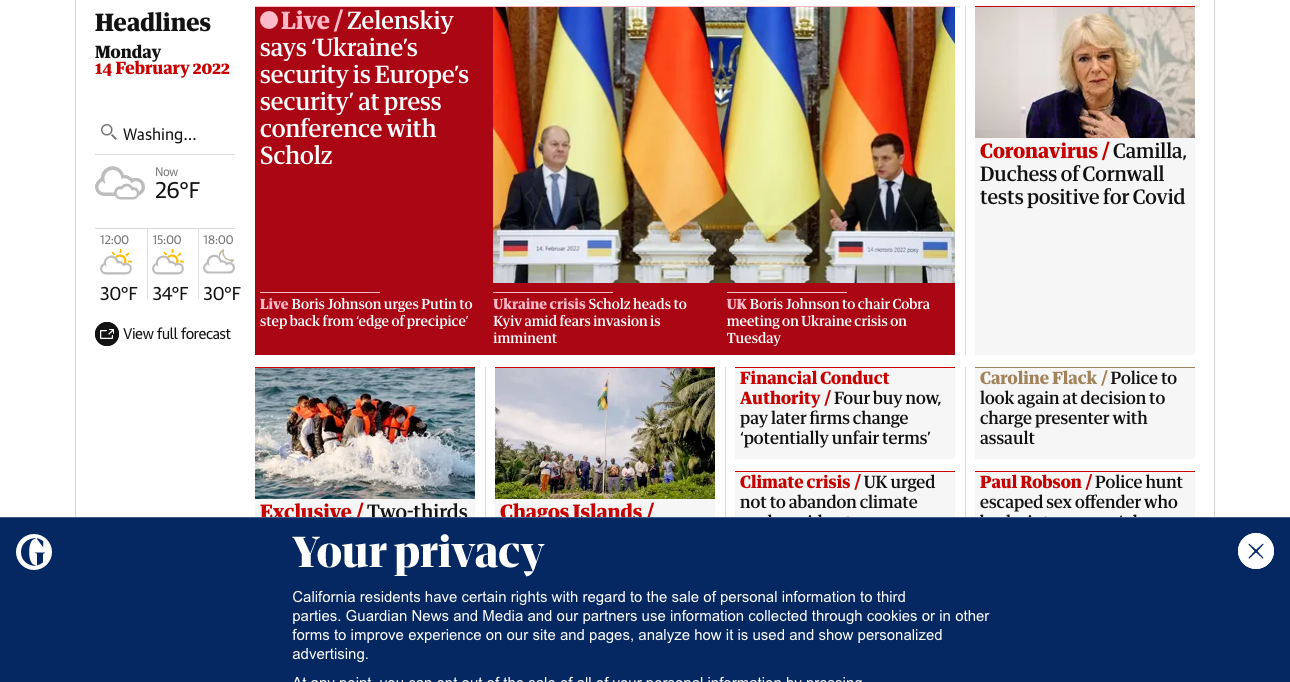 Headlines
Monday
14 February 2022
Washing...
Now
26°F
12:00
15:00
18:00
30°F
34°F
30°F
View full forecast
Live / Zelenskiy
says ‘Ukraine’s
security is Europe’s
security’ at press
conference with
Scholz
14. Februar 2022
14 лютого 2022 року
Live Boris Johnson urges Putin to
step back from ‘edge of precipice’
Ukraine crisis Scholz heads to
Kyiv amid fears invasion is
imminent
UK Boris Johnson to chair Cobra
meeting on Ukraine crisis on
Tuesday
Coronavirus / Camilla,
Duchess of Cornwall
tests positive for Covid
Exclusive / Two-thirds
Chagos Islands /
Financial Conduct
Authority / Four buy now,
pay later firms change
‘potentially unfair terms’
Climate crisis / UK urged
not to abandon climate
Caroline Flack / Police to
look again at decision to
charge presenter with
assault
Paul Robson / Police hunt
escaped sex offender who
Your privacy
California residents have certain rights with regard to the sale of personal information to third
parties. Guardian News and Media and our partners use information collected through cookies or in other
forms to improve experience on our site and pages, analyze how it is used and show personalized
advertising.
At any point, you can opt out of the sale of all of your personal information by pressing